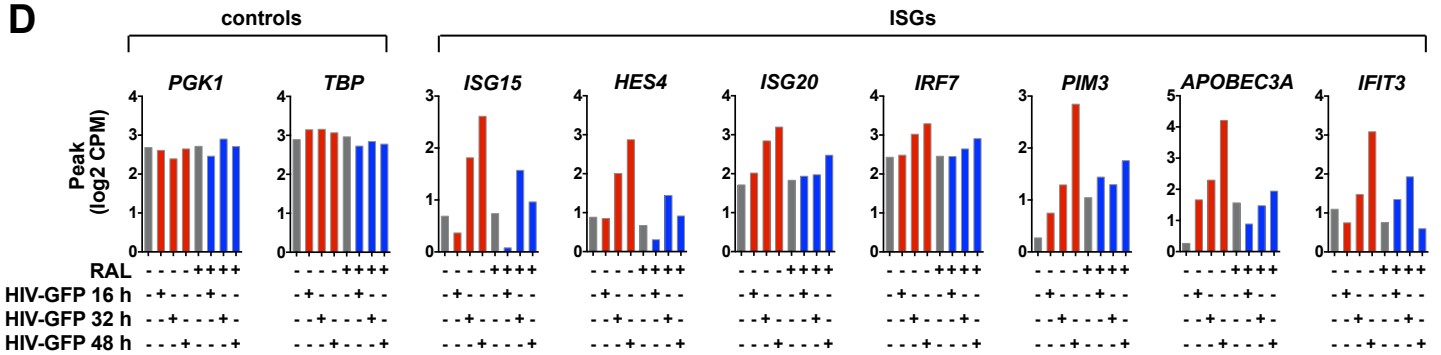 D
controls
ISGs
PGK1 TBP ISG15 HES4 ISG20 IRF7 PIM3 APOBEC3A IFIT3
Peak
(log2 CPM)
4 3 2 1 0
4 3 2 1 0
3 2 1 0
4 3 2 1 0
4 3 2 1 0
4 3 2 1 0
3 2 1 0
5 4 3 2 1 0
4 3 2 1 0
RAL - - - - + + + + - - - - + + + + - - - - + + + + - - - - + + + + - - - - + + + + - - - - + + + + - - - - + + + + - - - - + + + + - - - - + + + +
HIV-GFP 16 h - + - - - + - - - + - - - + - - - + - - - + - - - + - - - + - - - + - - - + - - - + - - - + - - - + - - - + - - - + - - - + - - - + - - - + - -
HIV-GFP 32 h - - + - - - + - - - + - - - + - - - + - - - + - - - + - - - + - - - + - - - + - - - + - - - + - - - + - - - + - - - + - - - + - - - + - - - + -
HIV-GFP 48 h - - - + - - - + - - - + - - - + - - - + - - - + - - - + - - - + - - - + - - - + - - - + - - - + - - - + - - - + - - - + - - - + - - - + - - - +